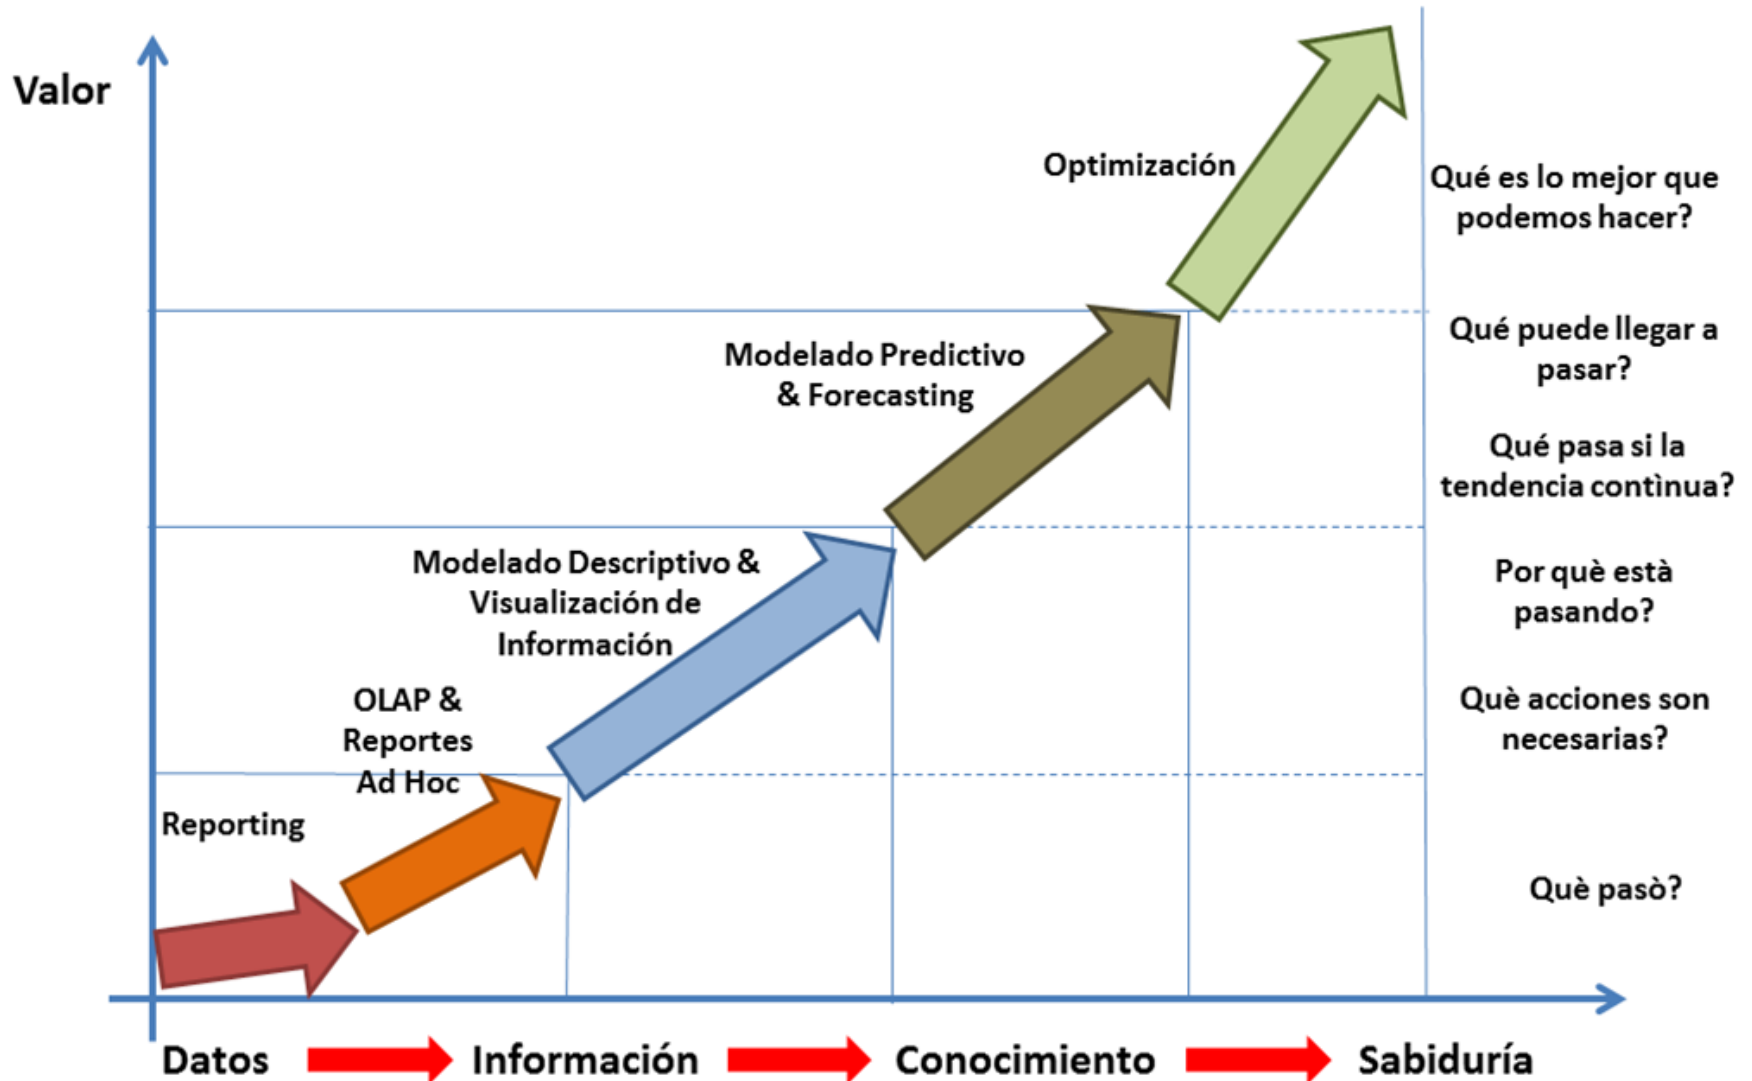 Valor
Optimización
Qué es lo mejor que
podemos hacer?
Modelado Predictivo
& Forecasting
Qué puede llegar a
pasar?
Qué pasa si la
tendencia contìnua?
Modelado Descriptivo &
Visualización de
Información
Por què està
pasando?
OLAP &
Reportes
Ad Hoc
Què acciones son
necesarias?
Reporting
Què pasò?
Datos
Información
Conocimiento
Sabiduría